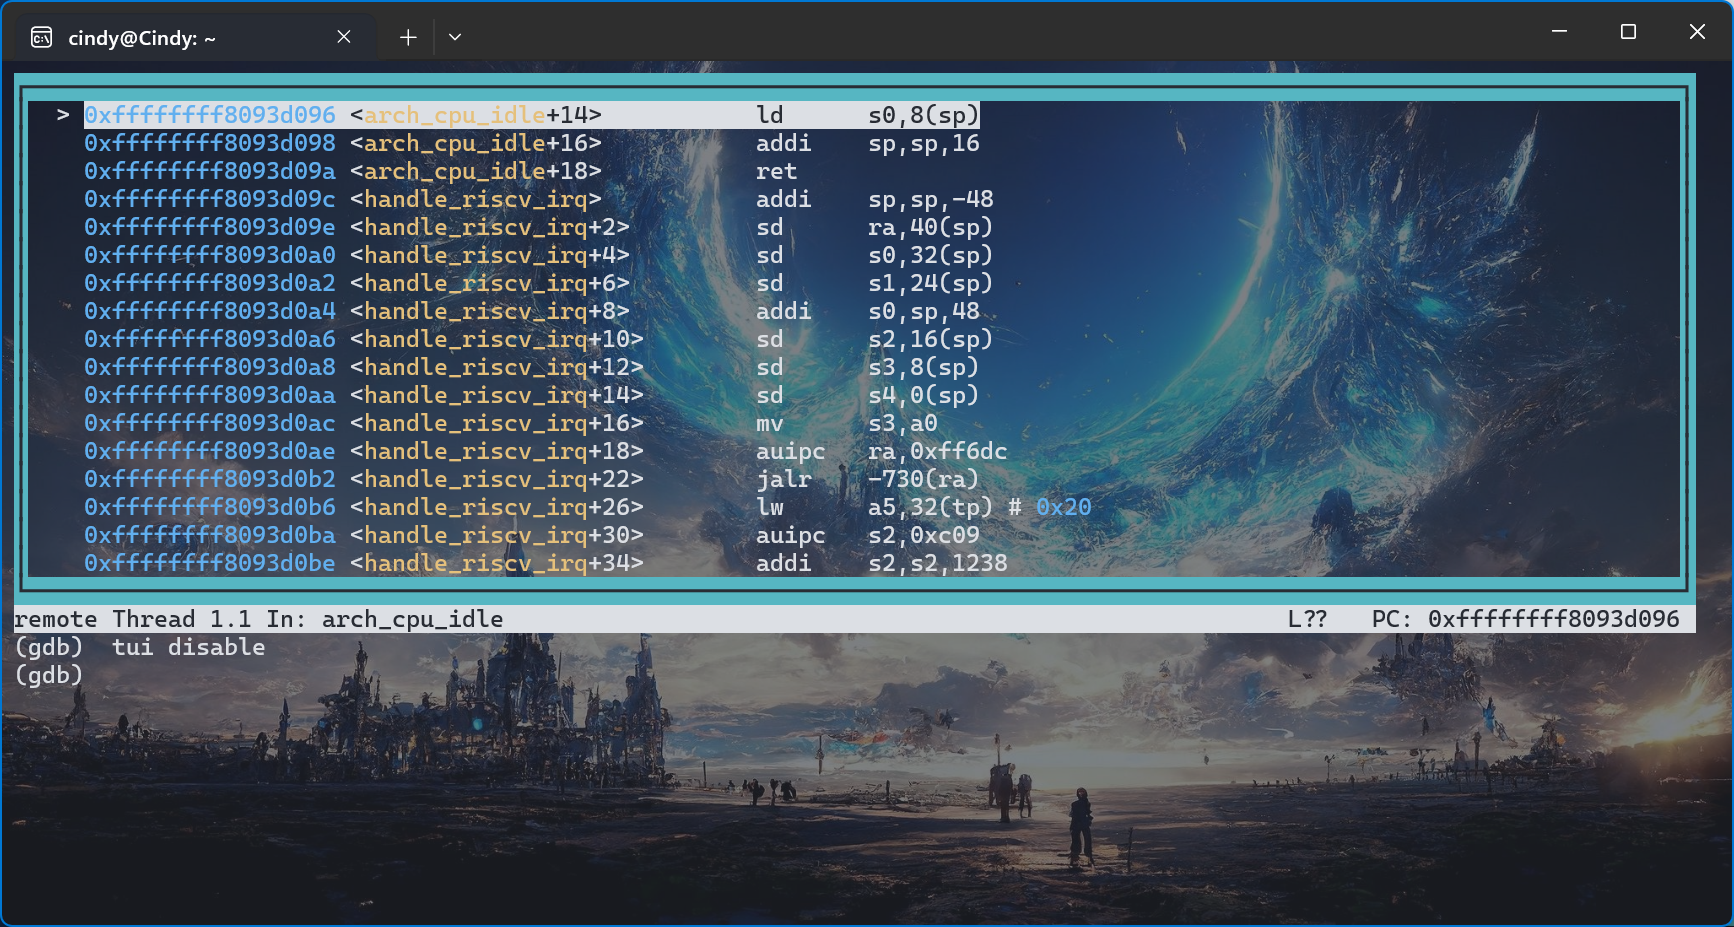 cindy@Cindy: ~
> 0xffffffff8093d096 <arch_cpu_idle+14> ld s0,8(sp)
0xffffffff8093d098 <arch_cpu_idle+16> addi sp,sp,16
0xffffffff8093d09a <arch_cpu_idle+18> ret
0xffffffff8093d09c <handle_riscv_irq> addi sp,sp,-48
0xffffffff8093d09e <handle_riscv_irq+2> sd ra,40(sp)
0xffffffff8093d0a0 <handle_riscv_irq+4> sd s0,32(sp)
0xffffffff8093d0a2 <handle_riscv_irq+6> sd s1,24(sp)
0xffffffff8093d0a4 <handle_riscv_irq+8> addi s0,sp,48
0xffffffff8093d0a6 <handle_riscv_irq+10> sd s2,16(sp)
0xffffffff8093d0a8 <handle_riscv_irq+12> sd s3,8(sp)
0xffffffff8093d0aa <handle_riscv_irq+14> sd s4,0(sp)
0xffffffff8093d0ac <handle_riscv_irq+16> mv s3,a0
0xffffffff8093d0ae <handle_riscv_irq+18> auipc ra,0xff6dc
0xffffffff8093d0b2 <handle_riscv_irq+22> jalr -730(ra)
0xffffffff8093d0b6 <handle_riscv_irq+26> lw a5,32(tp) # 0x20
0xffffffff8093d0ba <handle_riscv_irq+30> auipc s2,0xc09
0xffffffff8093d0be <handle_riscv_irq+34> addi s2,s2,1238
remote Thread 1.1 In: arch_cpu_idle L?? PC: 0xffffffff8093d096
(gdb) tui disable
(gdb)